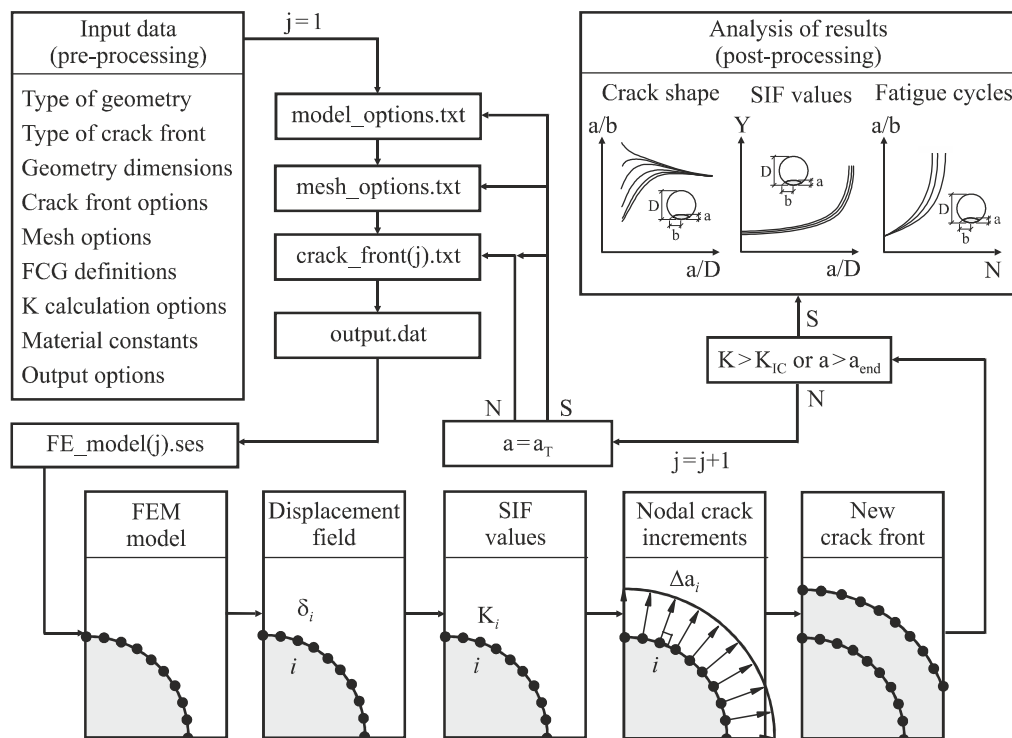 Input data
(pre-processing)
Type of geometry
Type of crack front
Geometry dimensions
Crack front options
Mesh options
FCG definitions
K calculation options
Material constants
Output options
j=1
model_options.txt
mesh_options.txt
crack_front(j).txt
output.dat
Analysis of results
(post-processing)
Crack shape
SIF values
Fatigue cycles
a/b
D
a
b
a/D
Y
D
a
b
a/D
a/b
D
a
b
N
S
K>K_IC or a>a_end
N
j=j+1
N
S
a=a_T
FE_model(j).ses
FEM
model
Displacement
field
δ_i
i
SIF
values
K_i
i
Nodal crack
increments
Δa_i
i
New
crack front